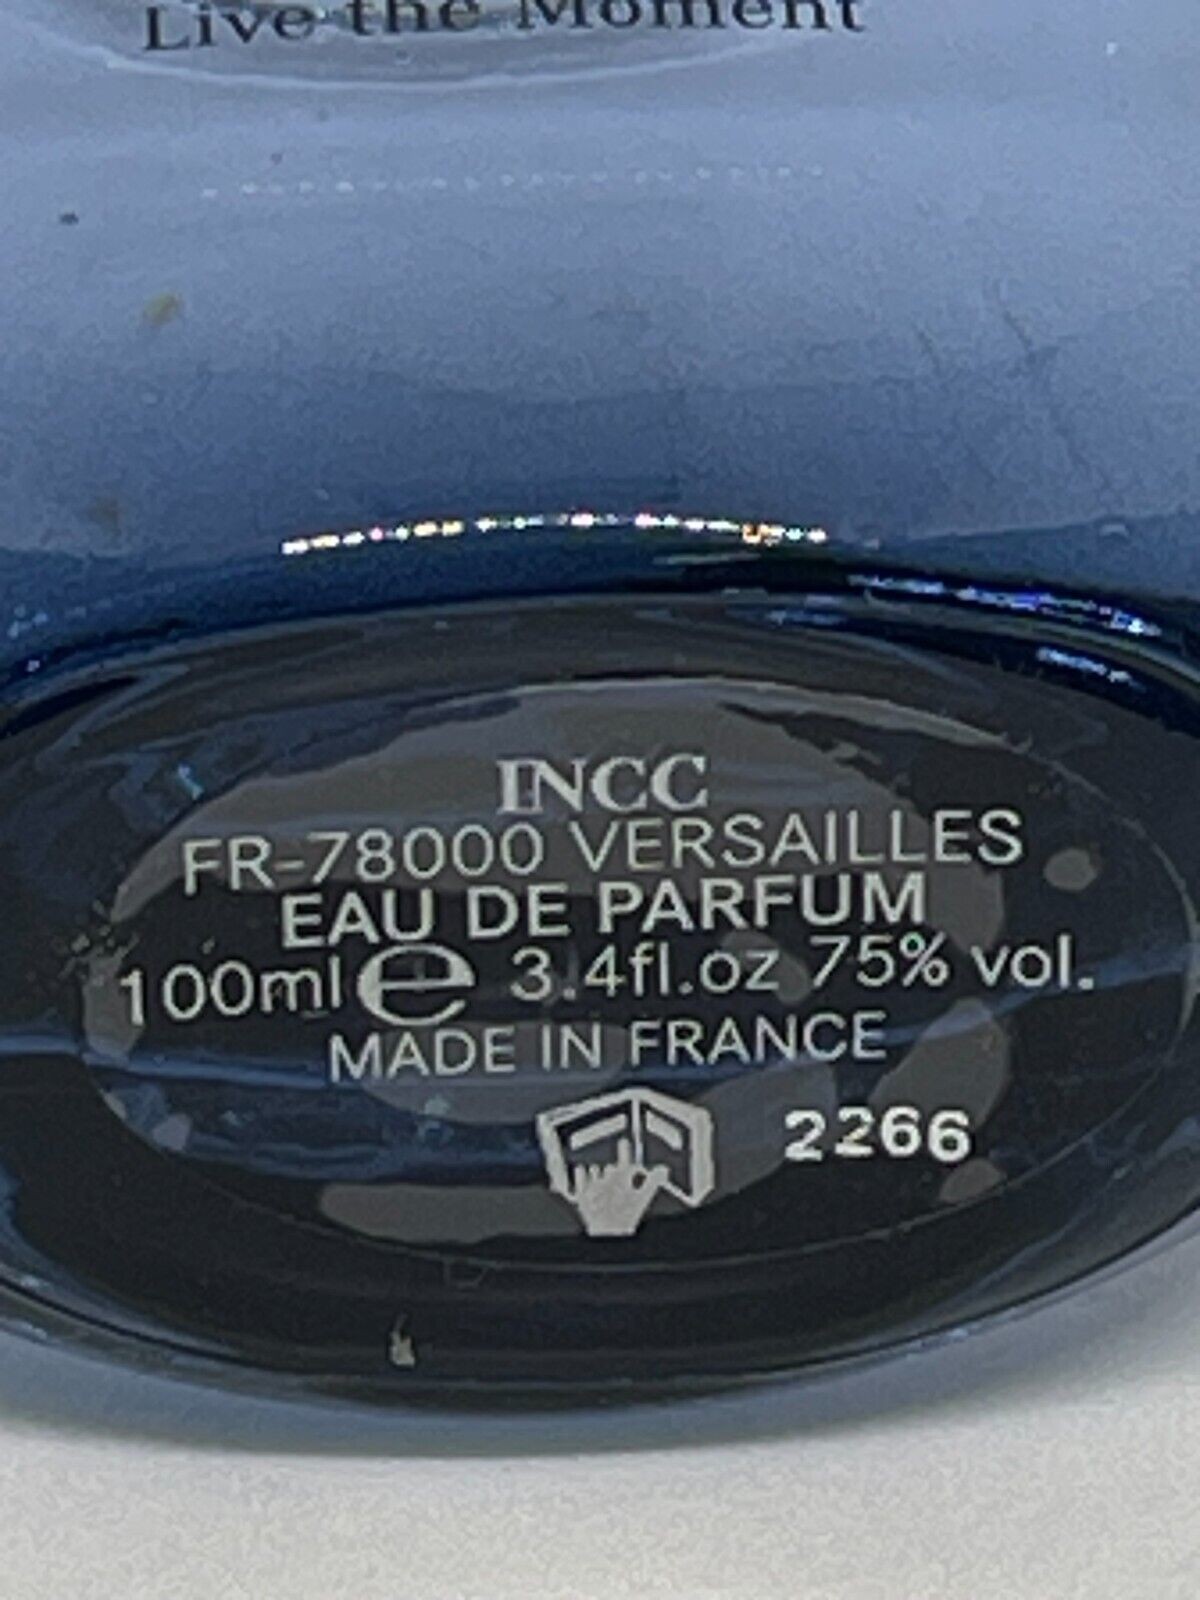 Live the Moment
INCC
FR-78000 VERSAILLES
EAU DE PARFUM
100ml e 3.4fl.oz 75% vol.
MADE IN FRANCE
2266